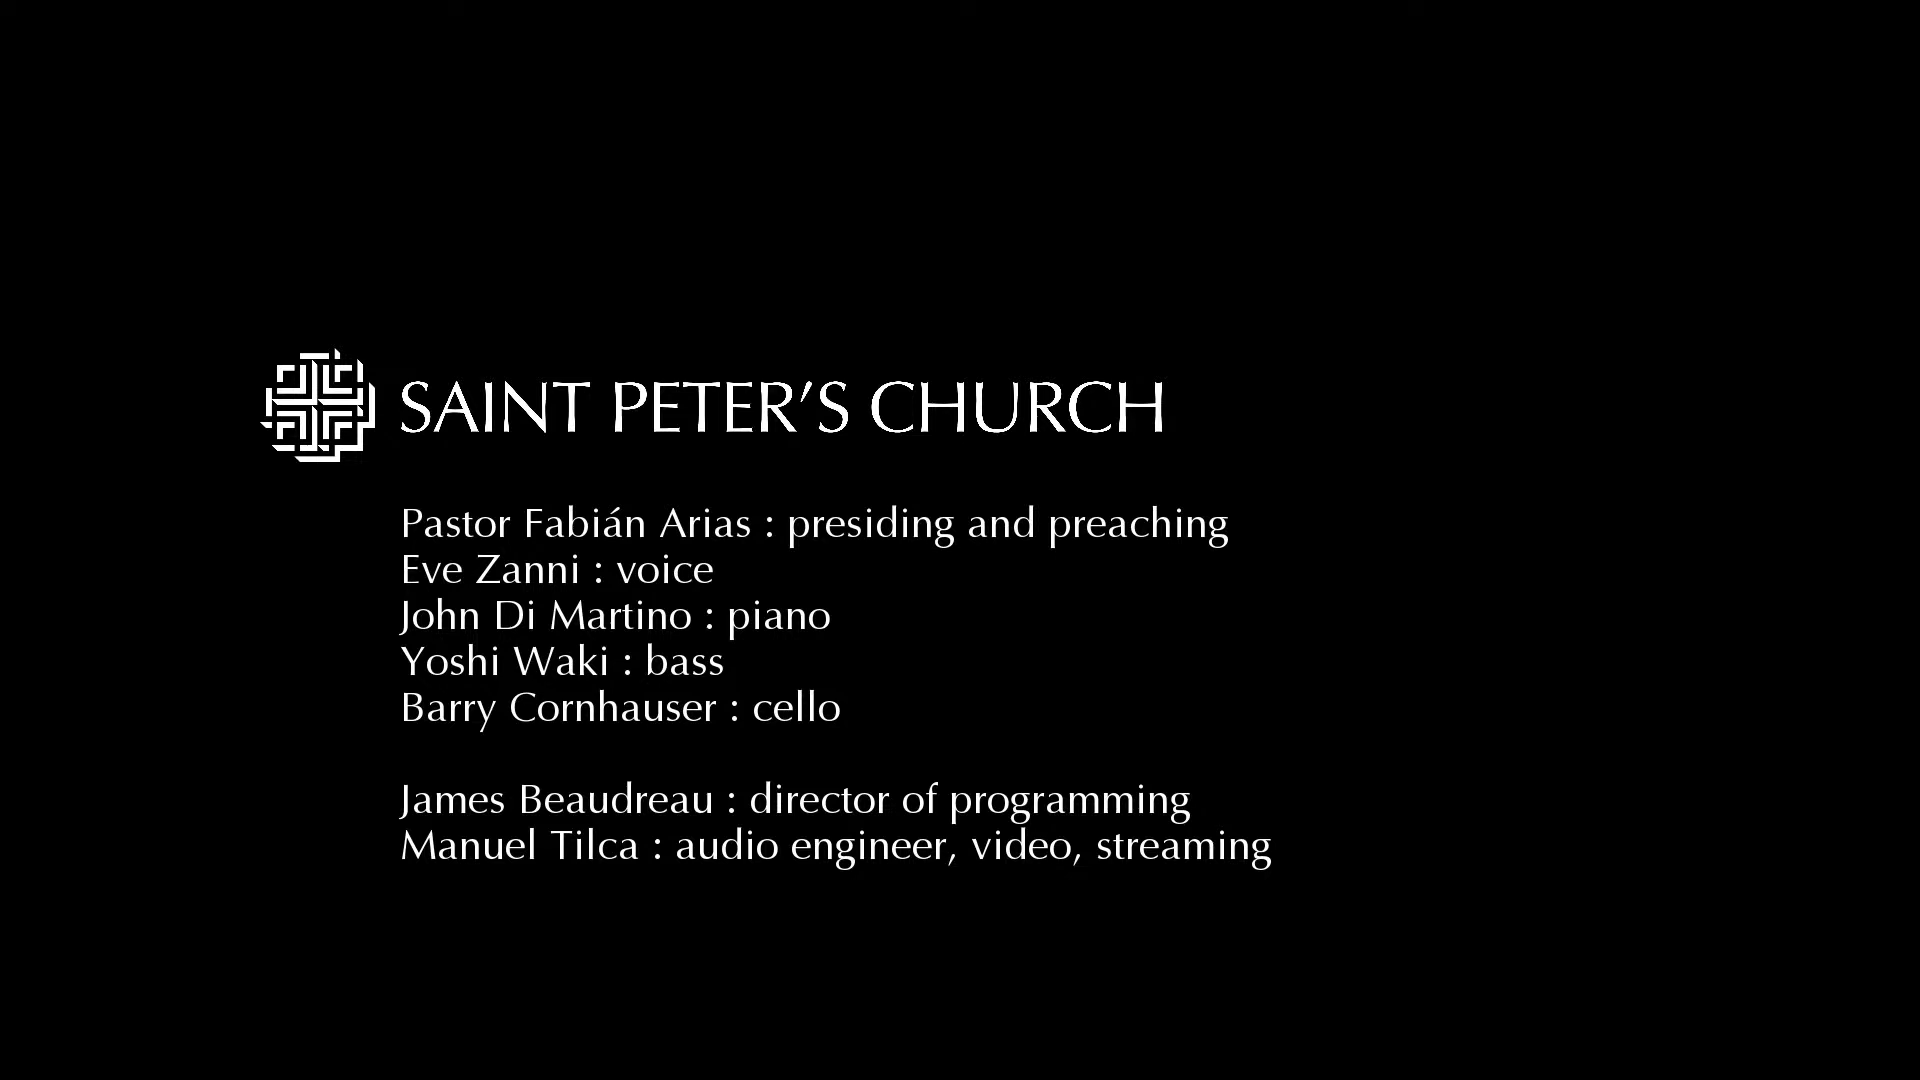 SAINT PETER’S CHURCH
Pastor Fabián Arias : presiding and preaching
Eve Zanni : voice
John Di Martino : piano
Yoshi Waki : bass
Barry Cornhauser : cello
James Beaudreau : director of programming
Manuel Tilca : audio engineer, video, streaming